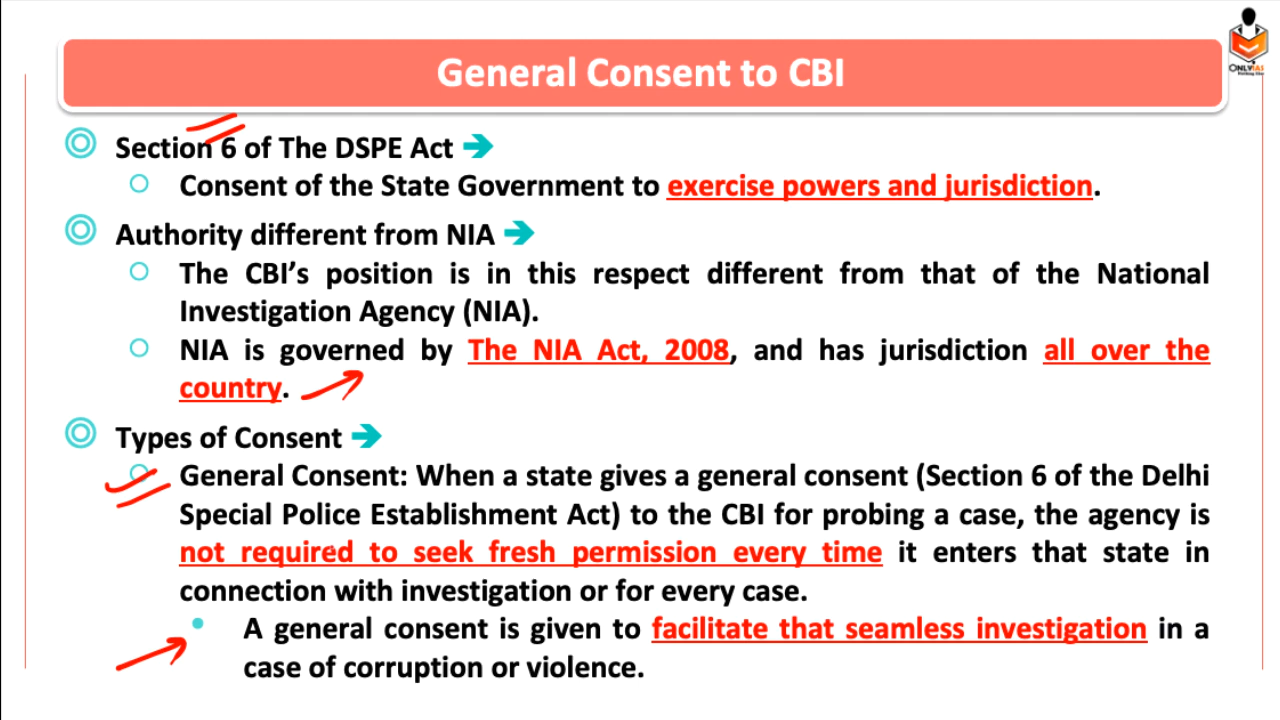 General Consent to CBI
ONLYIAS
Section 6 of The DSPE Act
Consent of the State Government to exercise powers and jurisdiction.
Authority different from NIA
The CBI’s position is in this respect different from that of the National
Investigation Agency (NIA).
NIA is governed by The NIA Act, 2008, and has jurisdiction all over the
country.
Types of Consent
General Consent: When a state gives a general consent (Section 6 of the Delhi
Special Police Establishment Act) to the CBI for probing a case, the agency is
not required to seek fresh permission every time it enters that state in
connection with investigation or for every case.
A general consent is given to facilitate that seamless investigation in a
case of corruption or violence.